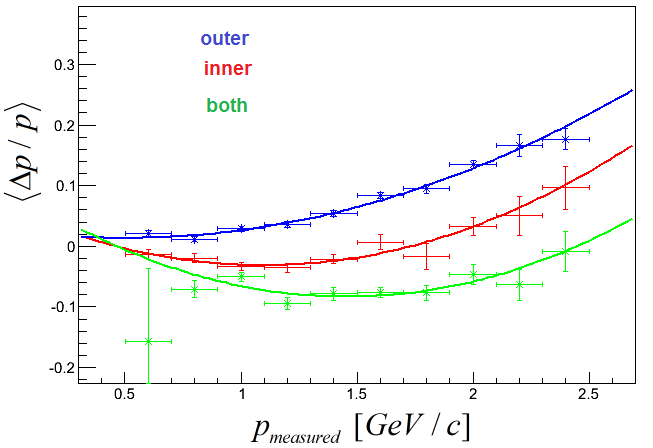 outer
inner
both
⟨Δp / p⟩
0.3
0.2
0.1
0
-0.1
-0.2
0.5
1
1.5
2
2.5
p_measured [GeV / c]